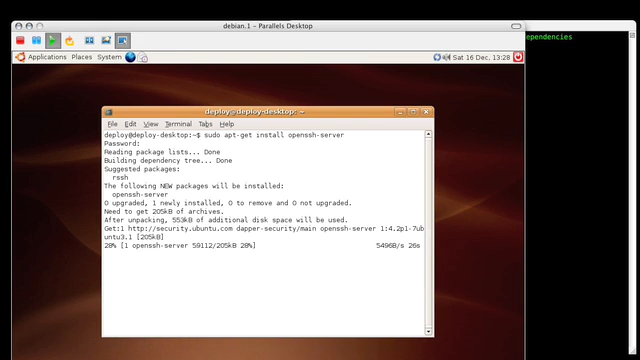 debian.1 – Parallels Desktop
ependencies
Applications Places System Sat 16 Dec, 13:28
deploy@deploy-desktop: ~
File Edit View Terminal Tabs Help
deploy@deploy-desktop:~$ sudo apt-get install openssh-server
Password:
Reading package lists... Done
Building dependency tree... Done
Suggested packages:
rssh
The following NEW packages will be installed:
openssh-server
0 upgraded, 1 newly installed, 0 to remove and 0 not upgraded.
Need to get 205kB of archives.
After unpacking, 553kB of additional disk space will be used.
Get:1 http://security.ubuntu.com dapper-security/main openssh-server 1:4.2p1-7ub
untu3.1 [205kB]
28% [1 openssh-server 59112/205kB 28%] 5496B/s 26s